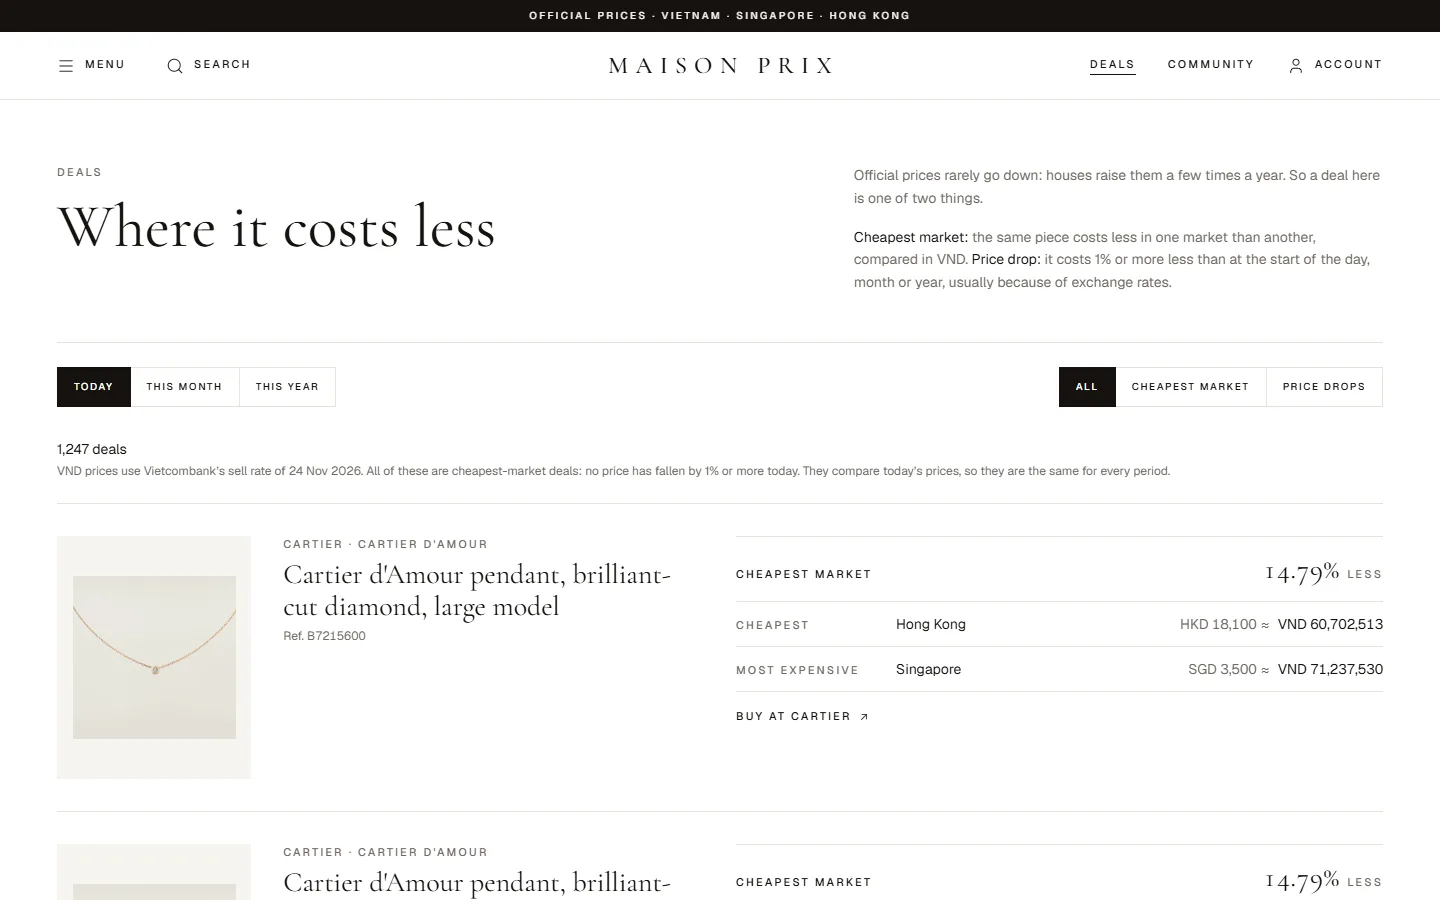 OFFICIAL PRICES · VIETNAM · SINGAPORE · HONG KONG
MENU
SEARCH
MAISON PRIX
DEALS
COMMUNITY
ACCOUNT
DEALS
Where it costs less
Official prices rarely go down: houses raise them a few times a year. So a deal here
is one of two things.
Cheapest market: the same piece costs less in one market than another,
compared in VND. Price drop: it costs 1% or more less than at the start of the day,
month or year, usually because of exchange rates.
TODAY
THIS MONTH
THIS YEAR
ALL
CHEAPEST MARKET
PRICE DROPS
1,247 deals
VND prices use Vietcombank's sell rate of 24 Nov 2026. All of these are cheapest-market deals: no price has fallen by 1% or more today. They compare today's prices, so they are the same for every period.
CARTIER · CARTIER D'AMOUR
Cartier d'Amour pendant, brilliant-
cut diamond, large model
Ref. B7215600
CHEAPEST MARKET
14.79% LESS
CHEAPEST
Hong Kong
HKD 18,100 ≈ VND 60,702,513
MOST EXPENSIVE
Singapore
SGD 3,500 ≈ VND 71,237,530
BUY AT CARTIER ↗
CARTIER · CARTIER D'AMOUR
Cartier d'Amour pendant, brilliant-
CHEAPEST MARKET
14.79% LESS